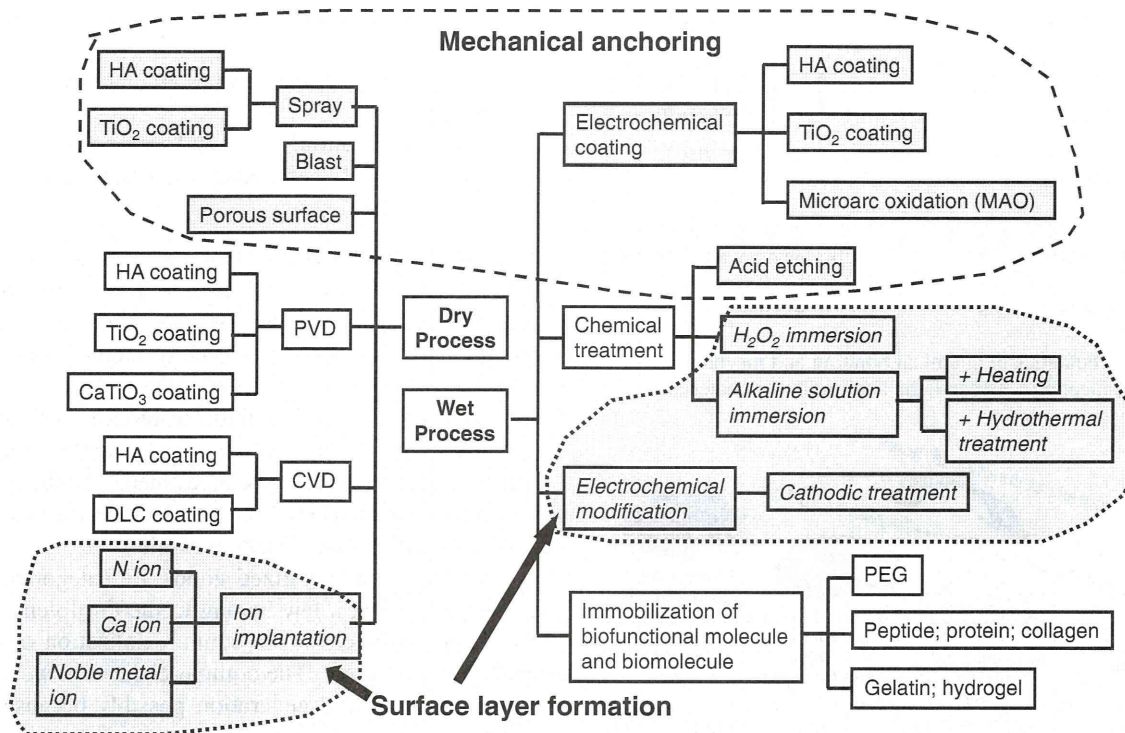 Mechanical anchoring
HA coating
TiO₂ coating
Spray
Blast
Porous surface
HA coating
TiO₂ coating
CaTiO₃ coating
PVD
HA coating
DLC coating
CVD
N ion
Ca ion
Noble metal
ion
Ion
implantation
Dry
Process
Wet
Process
Electrochemical
coating
HA coating
TiO₂ coating
Microarc oxidation (MAO)
Chemical
treatment
Acid etching
H₂O₂ immersion
Alkaline solution
immersion
+ Heating
+ Hydrothermal
treatment
Electrochemical
modification
Cathodic treatment
Immobilization of
biofunctional molecule
and biomolecule
PEG
Peptide; protein; collagen
Gelatin; hydrogel
Surface layer formation